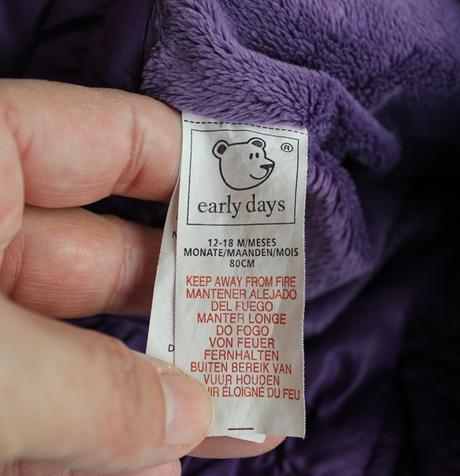 ®
early days
12-18 M/MESES
MONATE/MAANDEN/MOIS
80CM
KEEP AWAY FROM FIRE
MANTENER ALEJADO
DEL FUEGO
MANTER LONGE
DO FOGO
VON FEUER
FERNHALTEN
BUITEN BEREIK VAN
VUUR HOUDEN
ÉLOIGNÉ DU FEU